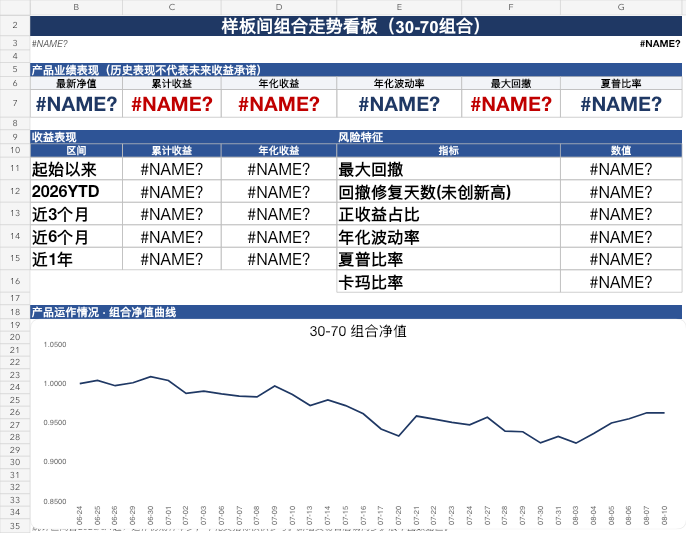 B C D E F G
2 样板间组合走势看板（30-70组合）
3 #NAME? #NAME?
4
5 产品业绩表现（历史表现不代表未来收益承诺）
6 最新净值 累计收益 年化收益 年化波动率 最大回撤 夏普比率
7 #NAME? #NAME? #NAME? #NAME? #NAME? #NAME?
8
9 收益表现 风险特征
10 区间 累计收益 年化收益 指标 数值
11 起始以来 #NAME? #NAME? 最大回撤 #NAME?
12 2026YTD #NAME? #NAME? 回撤修复天数(未创新高) #NAME?
13 近3个月 #NAME? #NAME? 正收益占比 #NAME?
14 近6个月 #NAME? #NAME? 年化波动率 #NAME?
15 近1年 #NAME? #NAME? 夏普比率 #NAME?
16 卡玛比率 #NAME?
17
18 产品运作情况 · 组合净值曲线
19
20 30-70 组合净值
21 1.0500
22
23
24 1.0000
25
26
27 0.9500
28
29
30 0.9000
31
32
33 0.8500
34 06-24 06-25 06-26 06-29 06-30 07-01 07-02 07-03 07-06 07-07 07-08 07-09 07-10 07-13 07-14 07-15 07-16 07-17 07-20 07-21 07-22 07-23 07-24 07-27 07-28 07-29 07-30 07-31 08-03 08-04 08-05 08-06 08-07 08-10
35